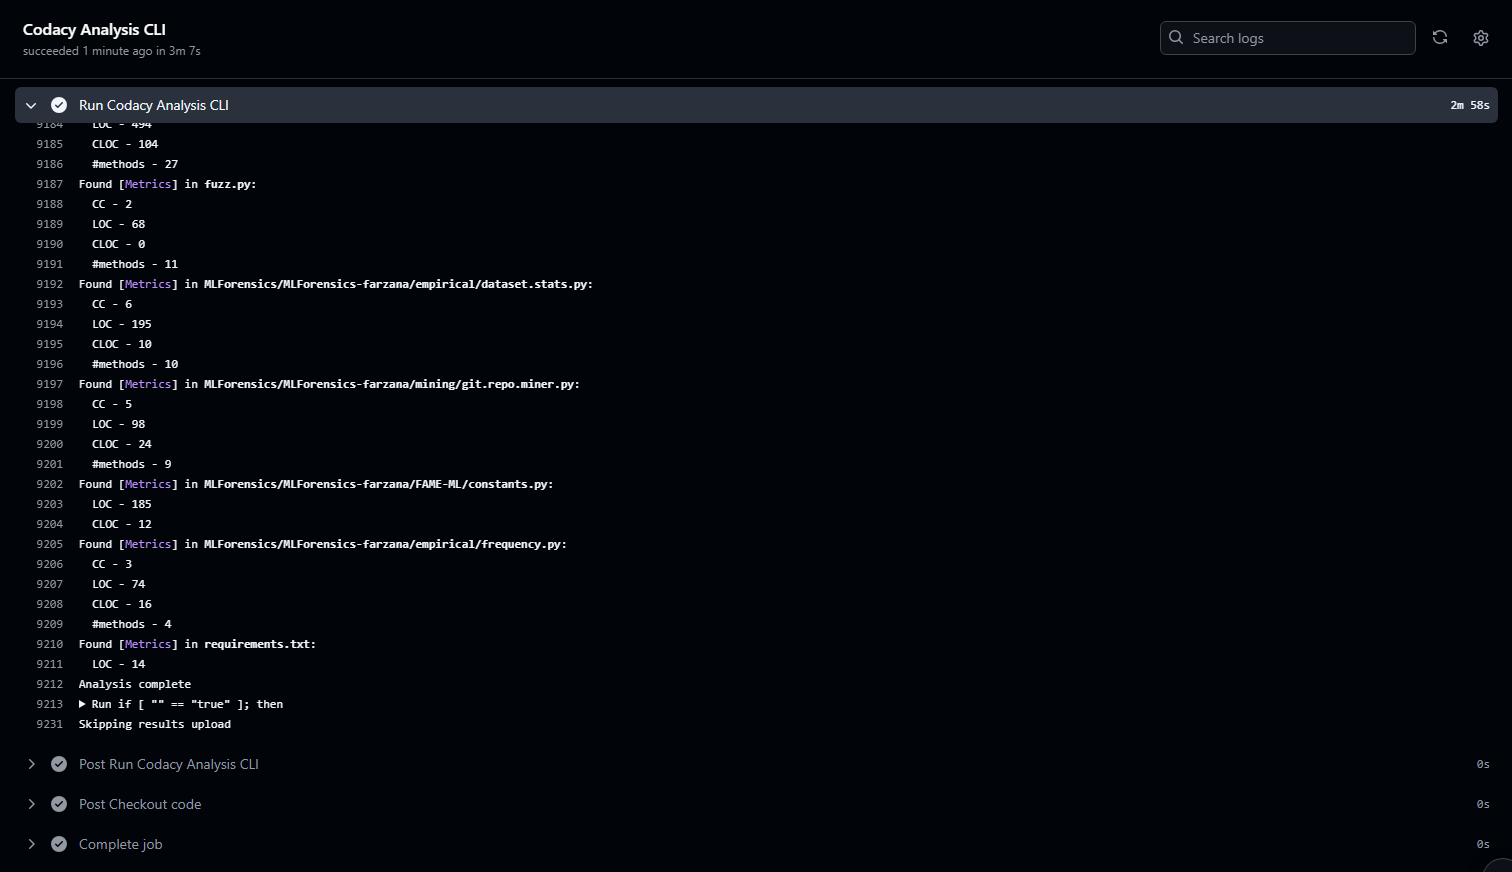 Codacy Analysis CLI
succeeded 1 minute ago in 3m 7s
Search logs
Run Codacy Analysis CLI 2m 58s
9184 LOC - 494
9185 CLOC - 104
9186 #methods - 27
9187 Found [Metrics] in fuzz.py:
9188 CC - 2
9189 LOC - 68
9190 CLOC - 0
9191 #methods - 11
9192 Found [Metrics] in MLForensics/MLForensics-farzana/empirical/dataset.stats.py:
9193 CC - 6
9194 LOC - 195
9195 CLOC - 10
9196 #methods - 10
9197 Found [Metrics] in MLForensics/MLForensics-farzana/mining/git.repo.miner.py:
9198 CC - 5
9199 LOC - 98
9200 CLOC - 24
9201 #methods - 9
9202 Found [Metrics] in MLForensics/MLForensics-farzana/FAME-ML/constants.py:
9203 LOC - 185
9204 CLOC - 12
9205 Found [Metrics] in MLForensics/MLForensics-farzana/empirical/frequency.py:
9206 CC - 3
9207 LOC - 74
9208 CLOC - 16
9209 #methods - 4
9210 Found [Metrics] in requirements.txt:
9211 LOC - 14
9212 Analysis complete
9213 Run if [ "" == "true" ]; then
9231 Skipping results upload
Post Run Codacy Analysis CLI 0s
Post Checkout code 0s
Complete job 0s